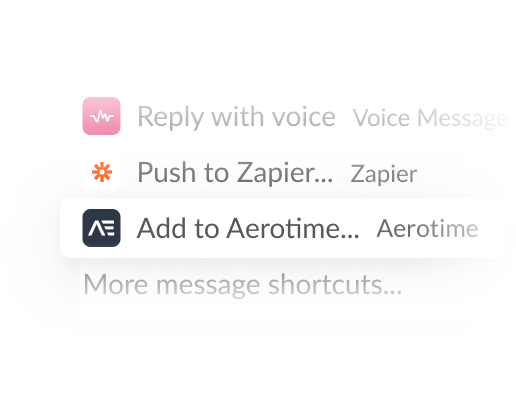 Reply with voice Voice Message
Push to Zapier... Zapier
Add to Aerotime... Aerotime
More message shortcuts...